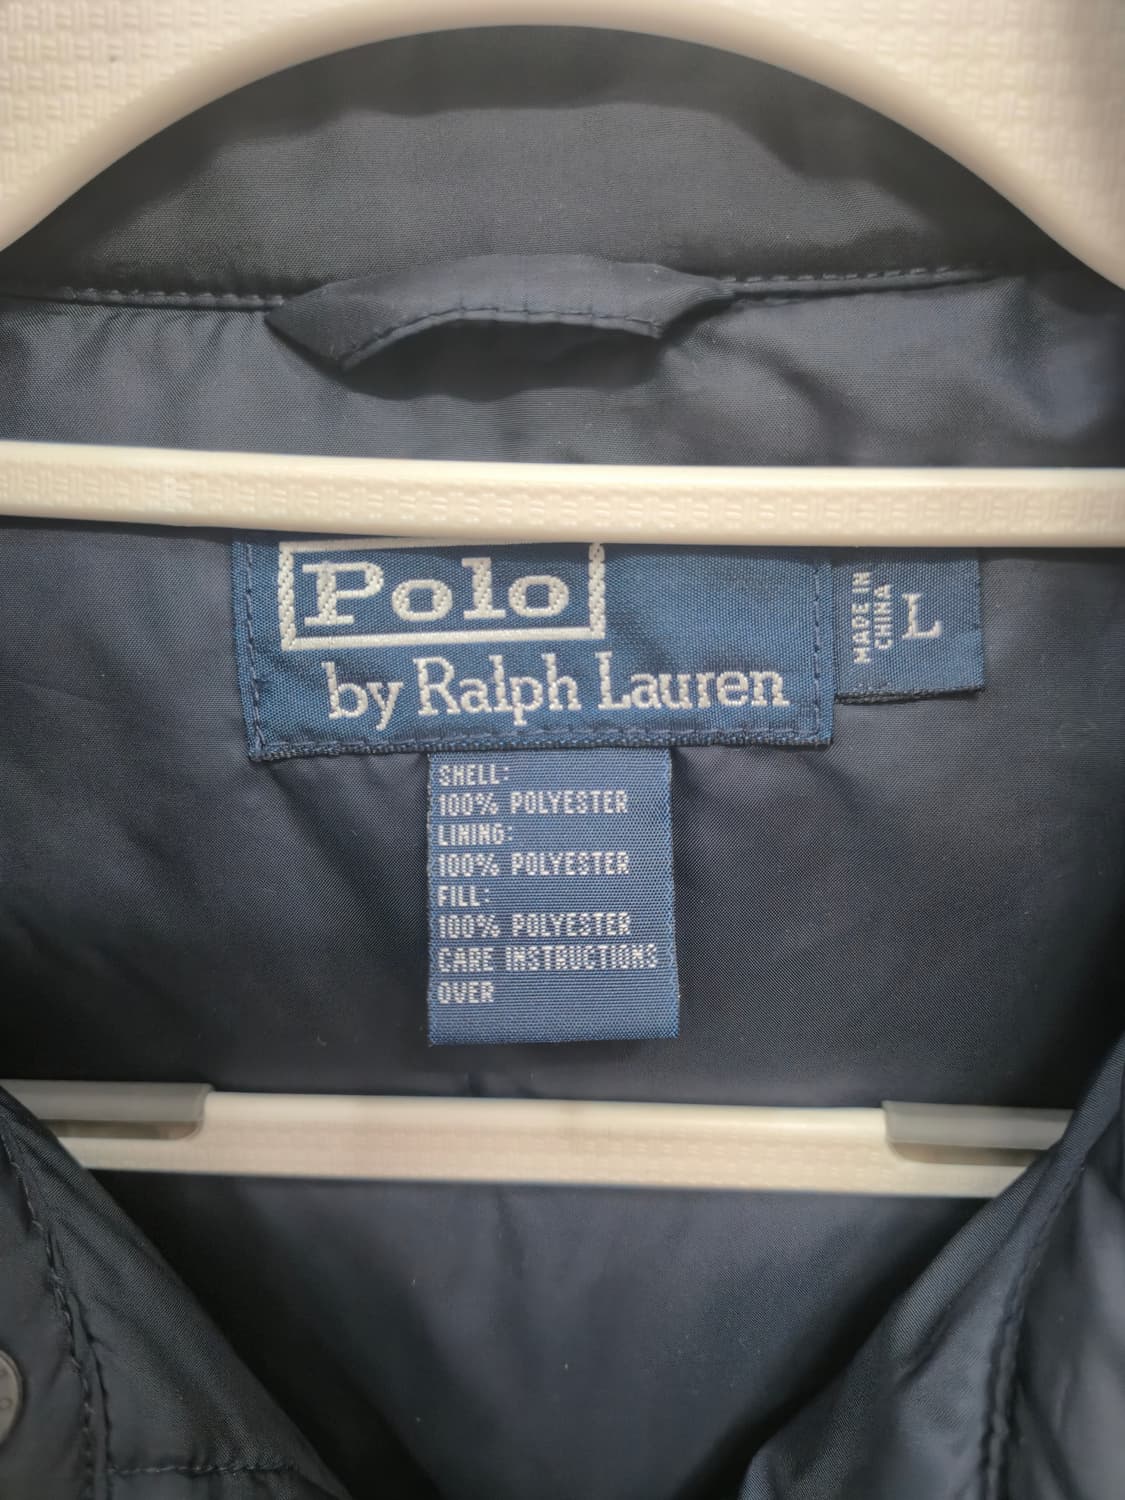 Polo
by Ralph Lauren
MADE IN
CHINA
L
SHELL:
100% POLYESTER
LINING:
100% POLYESTER
FILL:
100% POLYESTER
CARE INSTRUCTIONS
OVER